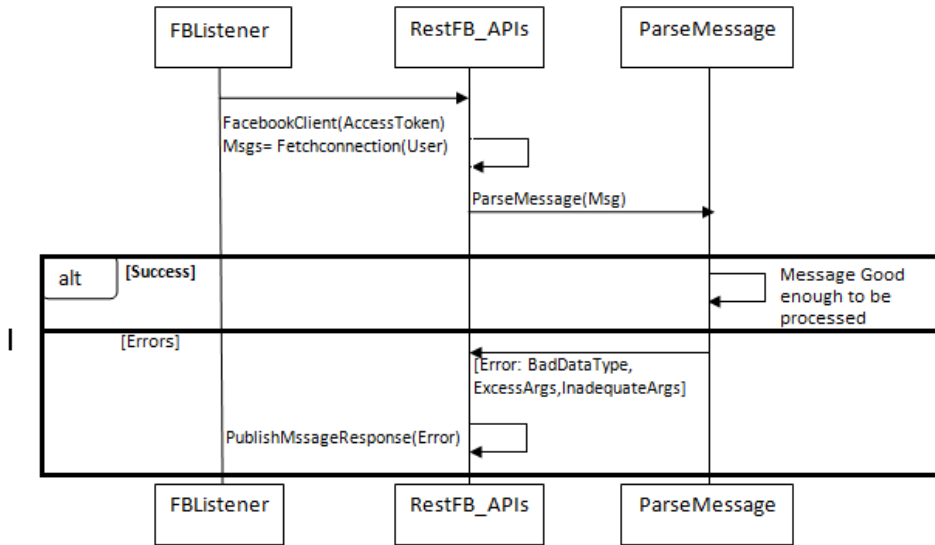 FBListener
RestFB_APIs
ParseMessage
FacebookClient(AccessToken)
Msgs= Fetchconnection(User)
ParseMessage(Msg)
alt
[Success]
Message Good
enough to be
processed
I
[Errors]
[Error: BadDataType,
ExcessArgs,InadequateArgs]
PublishMssageResponse(Error)
FBListener
RestFB_APIs
ParseMessage